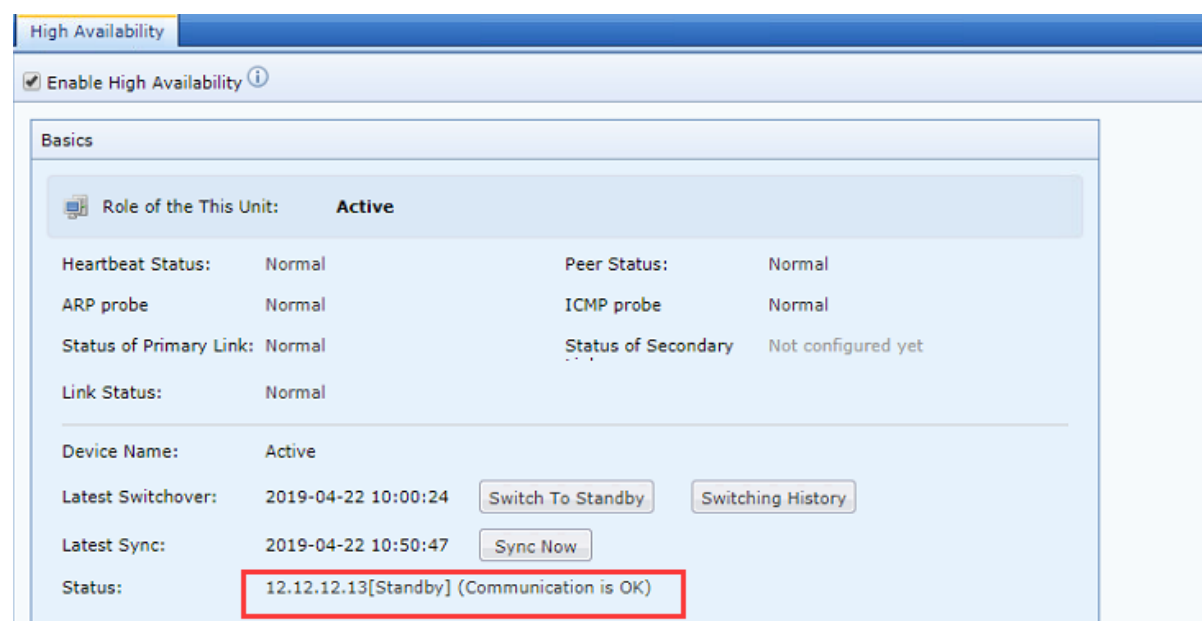 High Availability
Enable High Availability
Basics
Role of the This Unit: Active
Heartbeat Status: Normal Peer Status: Normal
ARP probe Normal ICMP probe Normal
Status of Primary Link: Normal Status of Secondary Not configured yet
Link Status: Normal
Device Name: Active
Latest Switchover: 2019-04-22 10:00:24 Switch To Standby Switching History
Latest Sync: 2019-04-22 10:50:47 Sync Now
Status: 12.12.12.13[Standby] (Communication is OK)